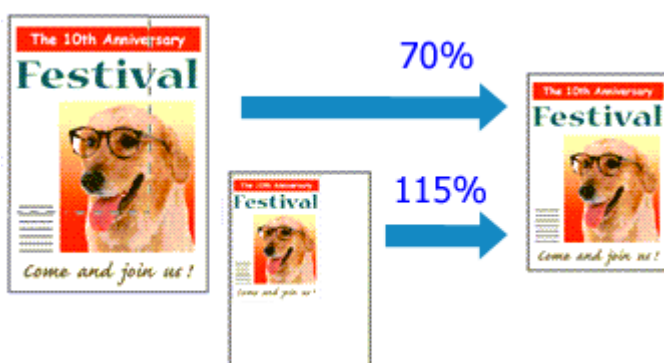 The 10th Anniversary
Festival
Come and join us!
70%
The 10th Anniversary
Festival
Come and join us!
115%
The 10th Anniversary
Festival
Come and join us!